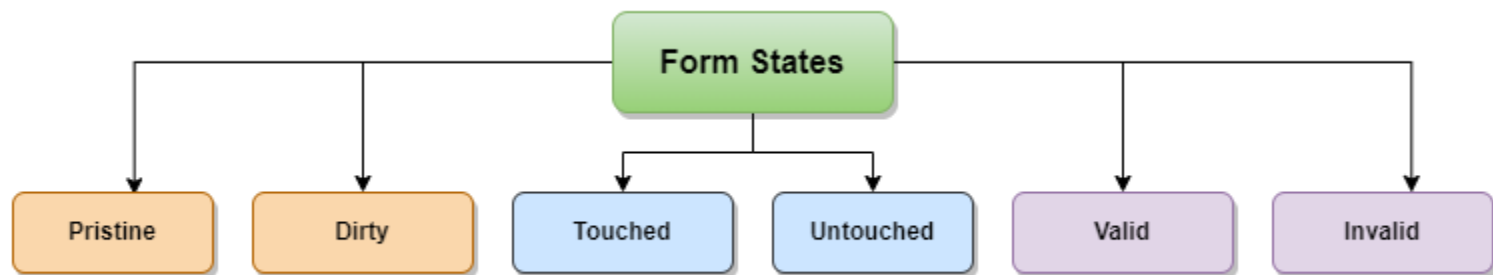 Form States
Pristine
Dirty
Touched
Untouched
Valid
Invalid